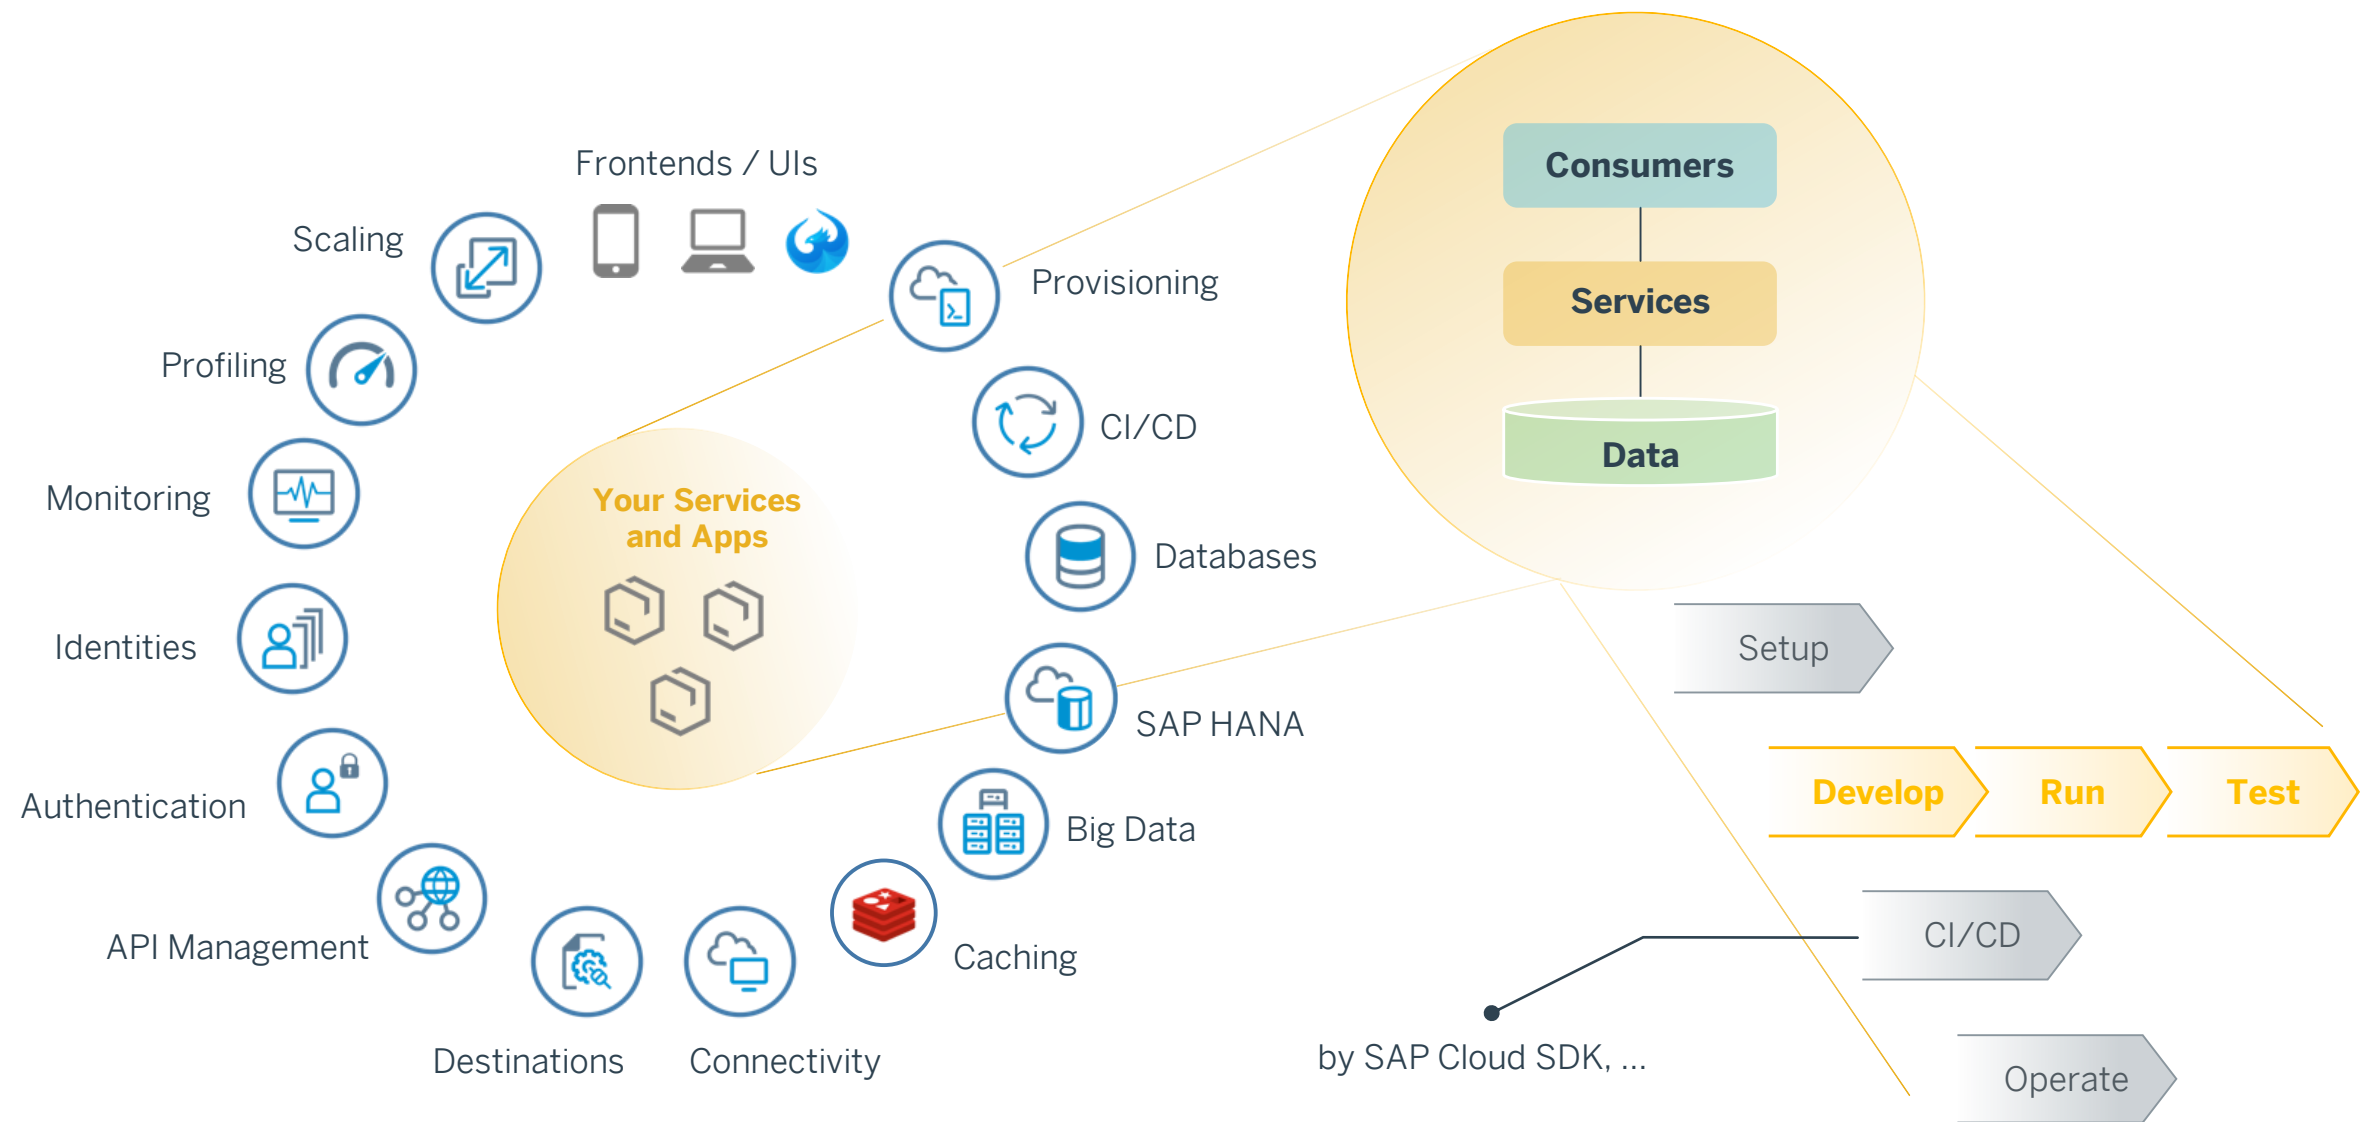 Frontends / UIs
Scaling
Profiling
Monitoring
Identities
Authentication
API Management
Destinations
Connectivity
Caching
Big Data
SAP HANA
Databases
CI/CD
Provisioning
Your Services
and Apps
Consumers
Services
Data
Setup
Develop
Run
Test
CI/CD
by SAP Cloud SDK, ...
Operate